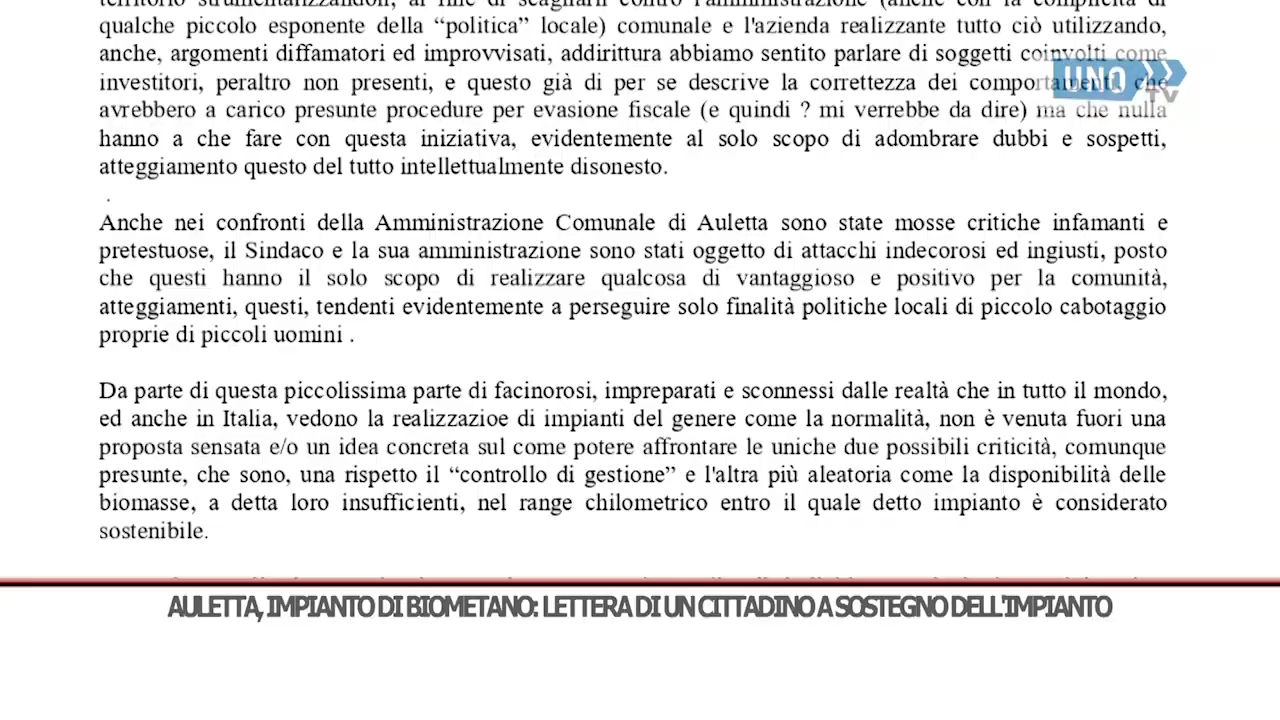 territorio strumentalizzandoli, al fine di scagliarli contro l'amministrazione (anche con la complicità di
qualche piccolo esponente della “politica” locale) comunale e l'azienda realizzante tutto ciò utilizzando,
anche, argomenti diffamatori ed improvvisati, addirittura abbiamo sentito parlare di soggetti coinvolti come
investitori, peraltro non presenti, e questo già di per se descrive la correttezza dei comportamenti, che
avrebbero a carico presunte procedure per evasione fiscale (e quindi ? mi verrebbe da dire) ma che nulla
hanno a che fare con questa iniziativa, evidentemente al solo scopo di adombrare dubbi e sospetti,
atteggiamento questo del tutto intellettualmente disonesto.
.
Anche nei confronti della Amministrazione Comunale di Auletta sono state mosse critiche infamanti e
pretestuose, il Sindaco e la sua amministrazione sono stati oggetto di attacchi indecorosi ed ingiusti, posto
che questi hanno il solo scopo di realizzare qualcosa di vantaggioso e positivo per la comunità,
atteggiamenti, questi, tendenti evidentemente a perseguire solo finalità politiche locali di piccolo cabotaggio
proprie di piccoli uomini .
Da parte di questa piccolissima parte di facinorosi, impreparati e sconnessi dalle realtà che in tutto il mondo,
ed anche in Italia, vedono la realizzazioe di impianti del genere come la normalità, non è venuta fuori una
proposta sensata e/o un idea concreta sul come potere affrontare le uniche due possibili criticità, comunque
presunte, che sono, una rispetto il “controllo di gestione” e l'altra più aleatoria come la disponibilità delle
biomasse, a detta loro insufficienti, nel range chilometrico entro il quale detto impianto è considerato
sostenibile.
UNO TV
AULETTA, IMPIANTO DI BIOMETANO: LETTERA DI UN CITTADINO A SOSTEGNO DELL'IMPIANTO